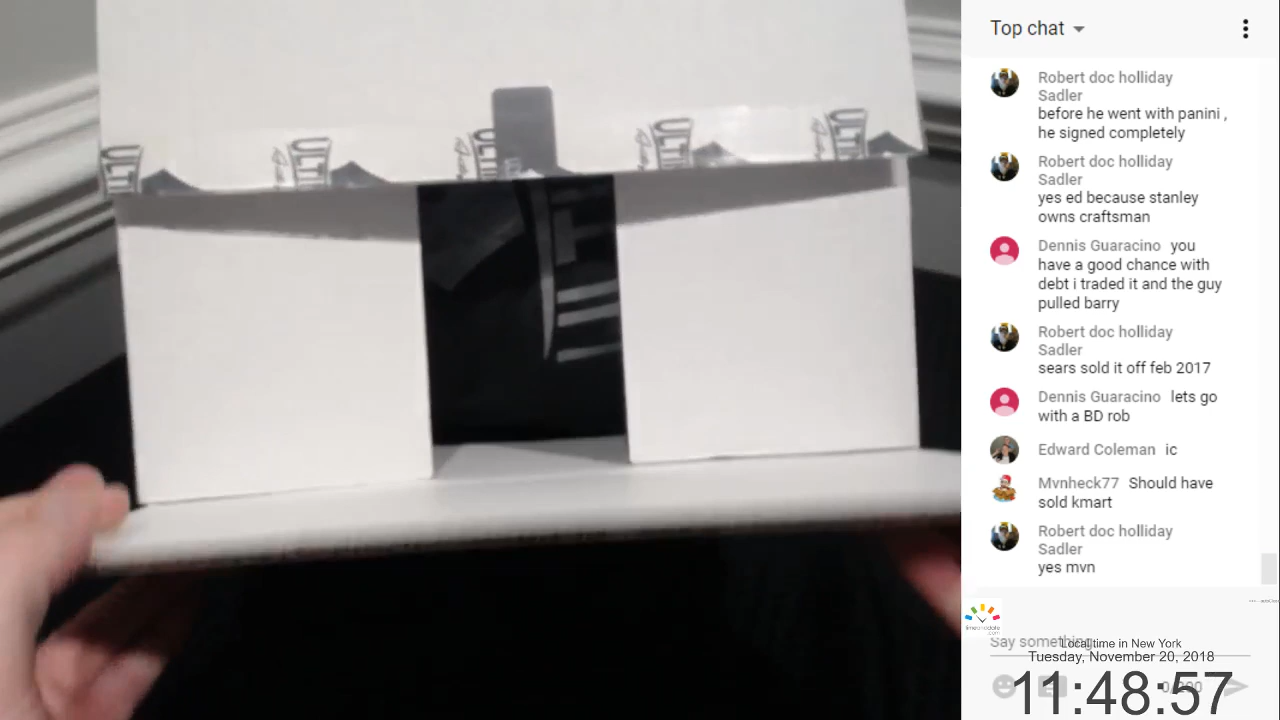 Top chat
Robert doc holliday
Sadler
before he went with panini ,
he signed completely
Robert doc holliday
Sadler
yes ed because stanley
owns craftsman
Dennis Guaracino you
have a good chance with
debt i traded it and the guy
pulled barry
Robert doc holliday
Sadler
sears sold it off feb 2017
Dennis Guaracino lets go
with a BD rob
Edward Coleman ic
Mvnheck77 Should have
sold kmart
Robert doc holliday
Sadler
yes mvn
Say something...
Local time in New York
Tuesday, November 20, 2018
11:48:57